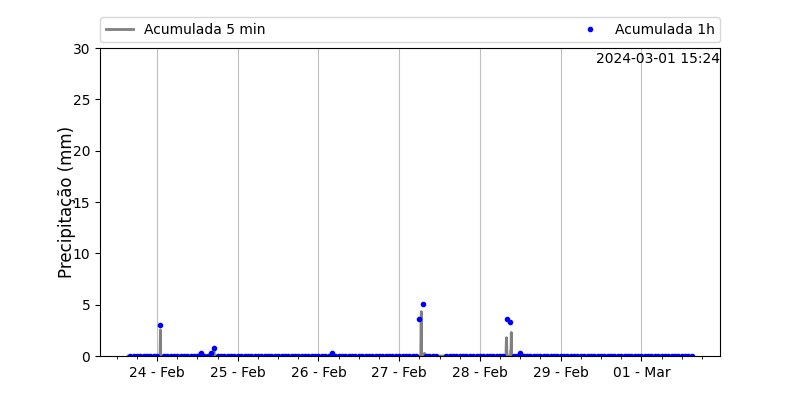 Acumulada 5 min
Acumulada 1h
2024-03-01 15:24
Precipitação (mm)
30
25
20
15
10
5
0
24 - Feb
25 - Feb
26 - Feb
27 - Feb
28 - Feb
29 - Feb
01 - Mar